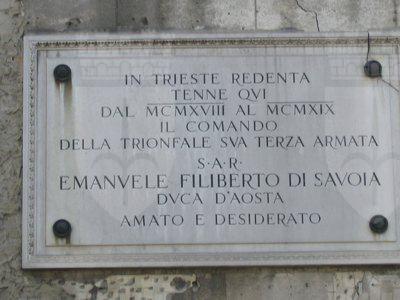 IN TRIESTE REDENTA
TENNE QVI
DAL MCMXVIII AL MCMXIX
IL COMANDO
DELLA TRIONFALE SVA TERZA ARMATA
S·A·R·
EMANVELE FILIBERTO DI SAVOIA
DVCA D'AOSTA
AMATO E DESIDERATO